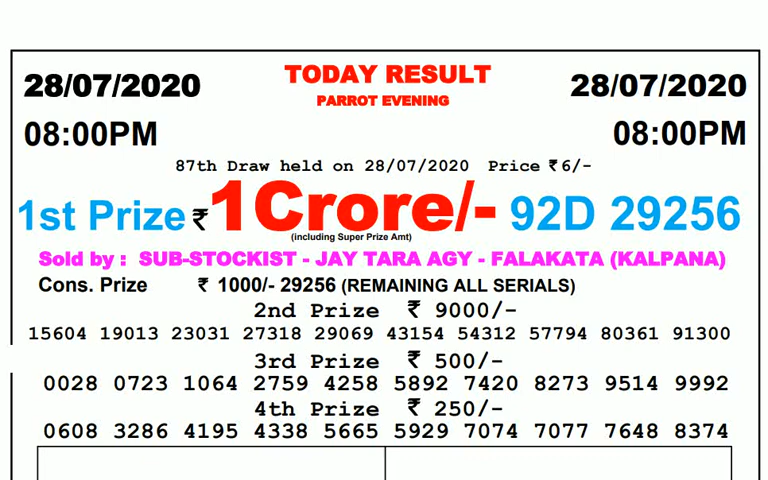 28/07/2020 TODAY RESULT 28/07/2020
PARROT EVENING
08:00PM 08:00PM
87th Draw held on 28/07/2020 Price ₹6/-
1st Prize ₹1Crore/- 92D 29256
(including Super Prize Amt)
Sold by : SUB-STOCKIST - JAY TARA AGY - FALAKATA (KALPANA)
Cons. Prize ₹ 1000/- 29256 (REMAINING ALL SERIALS)
2nd Prize ₹ 9000/-
15604 19013 23031 27318 29069 43154 54312 57794 80361 91300
3rd Prize ₹ 500/-
0028 0723 1064 2759 4258 5892 7420 8273 9514 9992
4th Prize ₹ 250/-
0608 3286 4195 4338 5665 5929 7074 7077 7648 8374